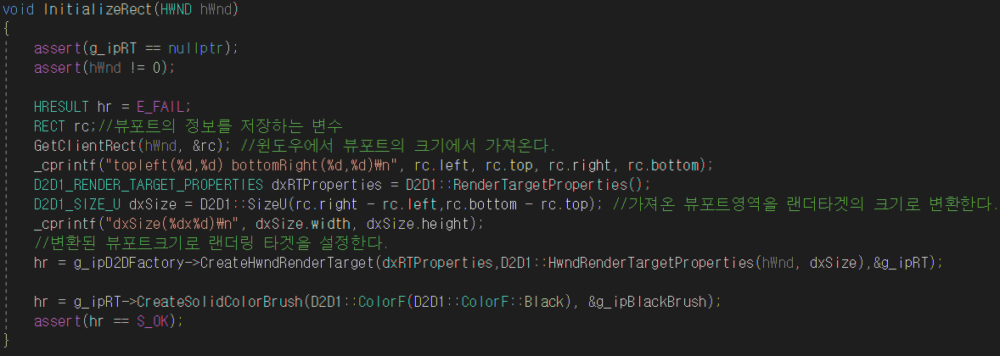 void InitializeRect(HWND hWnd)
{
assert(g_ipRT == nullptr);
assert(hWnd != 0);
HRESULT hr = E_FAIL;
RECT rc;//뷰포트의 정보를 저장하는 변수
GetClientRect(hWnd, &rc); //윈도우에서 뷰포트의 크기에서 가져온다.
_cprintf("topleft(%d,%d) bottomRight(%d,%d)₩n", rc.left, rc.top, rc.right, rc.bottom);
D2D1_RENDER_TARGET_PROPERTIES dxRTProperties = D2D1::RenderTargetProperties();
D2D1_SIZE_U dxSize = D2D1::SizeU(rc.right - rc.left,rc.bottom - rc.top); //가져온 뷰포트영역을 랜더타겟의 크기로 변환한다.
_cprintf("dxSize(%dx%d)₩n", dxSize.width, dxSize.height);
//변환된 뷰포트크기로 랜더링 타겟을 설정한다.
hr = g_ipD2DFactory->CreateHwndRenderTarget(dxRTProperties,D2D1::HwndRenderTargetProperties(hWnd, dxSize),&g_ipRT);
hr = g_ipRT->CreateSolidColorBrush(D2D1::ColorF(D2D1::ColorF::Black), &g_ipBlackBrush);
assert(hr == S_OK);
}